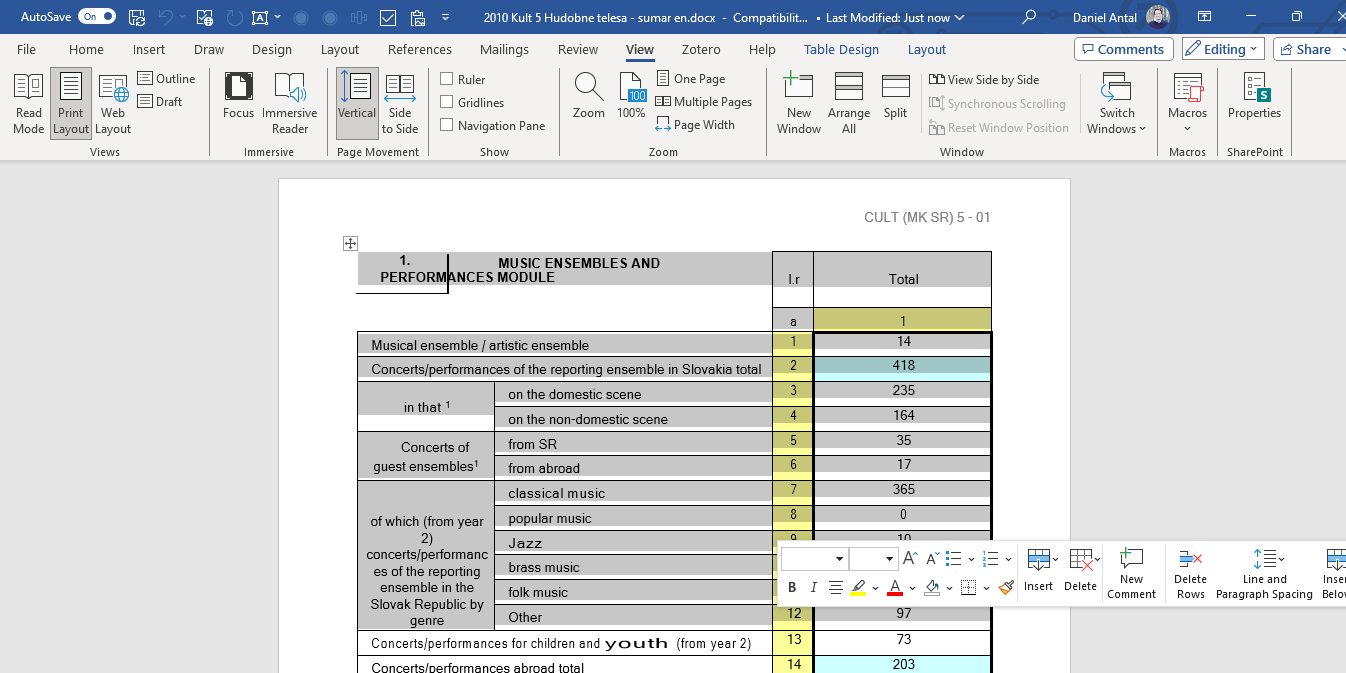 AutoSave On 2010 Kult 5 Hudobne telesa - sumar en.docx - Compatibilit... • Last Modified: Just now Daniel Antal
File Home Insert Draw Design Layout References Mailings Review View Zotero Help Table Design Layout Comments Editing Share
Read Mode
Print Layout
Web Layout
Outline
Draft
Views
Focus
Immersive Reader
Immersive
Vertical
Side to Side
Page Movement
Ruler
Gridlines
Navigation Pane
Show
Zoom
100
100%
One Page
Multiple Pages
Page Width
Zoom
New Window
Arrange All
Split
View Side by Side
Synchronous Scrolling
Reset Window Position
Window
Switch Windows
Macros
Macros
S
Properties
SharePoint
CULT (MK SR) 5 - 01
1. MUSIC ENSEMBLES AND
PERFORMANCES MODULE
l.r Total
a 1
Musical ensemble / artistic ensemble 1 14
Concerts/performances of the reporting ensemble in Slovakia total 2 418
in that 1
on the domestic scene 3 235
on the non-domestic scene 4 164
Concerts of
guest ensembles1
from SR 5 35
from abroad 6 17
of which (from year
2)
concerts/performanc
es of the reporting
ensemble in the
Slovak Republic by
genre
classical music 7 365
popular music 8 0
Jazz 9 10
brass music
folk music
Other 12 97
Concerts/performances for children and youth (from year 2) 13 73
Concerts/performances abroad total 14 203
A A
B I A
Insert
Delete
New Comment
Delete Rows
Line and Paragraph Spacing